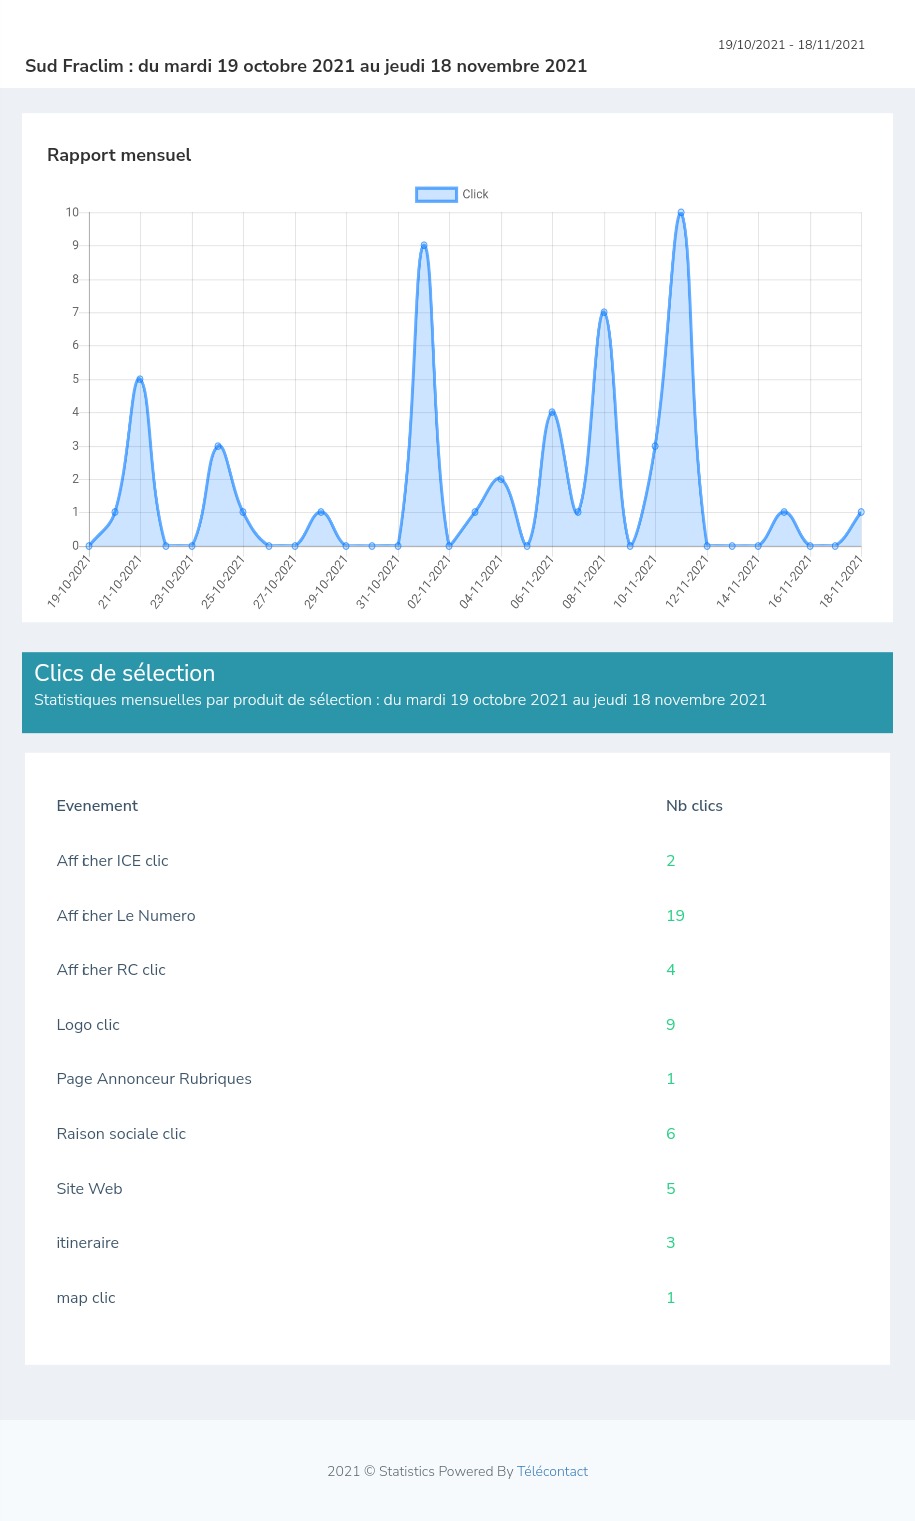 19/10/2021 - 18/11/2021
Sud Fraclim : du mardi 19 octobre 2021 au jeudi 18 novembre 2021
Rapport mensuel
Click
10
9
8
7
6
5
4
3
2
1
0
19-10-2021 21-10-2021 23-10-2021 25-10-2021 27-10-2021 29-10-2021 31-10-2021 02-11-2021 04-11-2021 06-11-2021 08-11-2021 10-11-2021 12-11-2021 14-11-2021 16-11-2021 18-11-2021
Clics de sélection
Statistiques mensuelles par produit de sélection : du mardi 19 octobre 2021 au jeudi 18 novembre 2021
Evenement Nb clics
Afficher ICE clic 2
Afficher Le Numero 19
Afficher RC clic 4
Logo clic 9
Page Annonceur Rubriques 1
Raison sociale clic 6
Site Web 5
itineraire 3
map clic 1
2021 © Statistics Powered By Télécontact